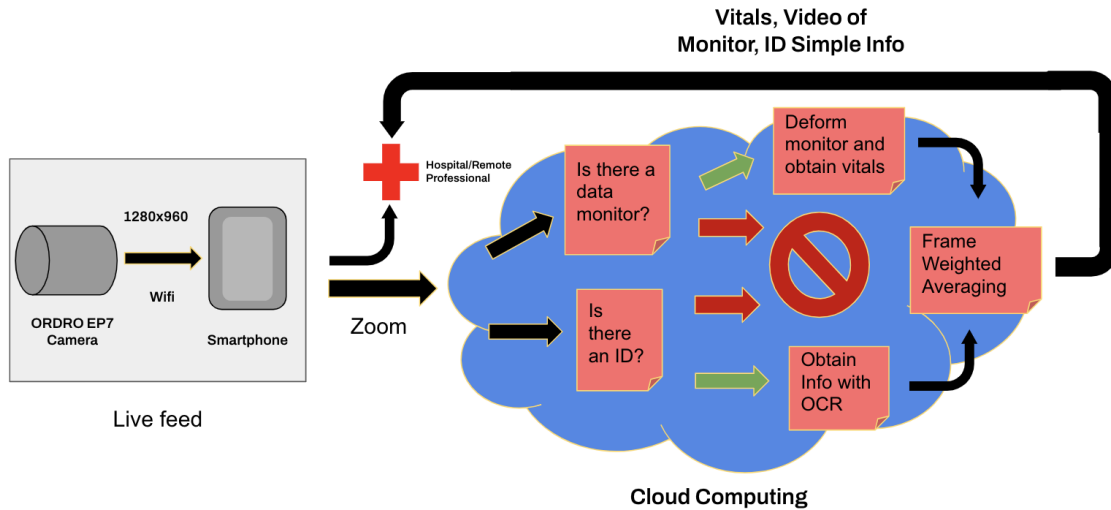 Vitals, Video of
Monitor, ID Simple Info
Hospital/Remote
Professional
1280x960
Wifi
ORDRO EP7
Camera
Smartphone
Live feed
Zoom
Is there a
data
monitor?
Deform
monitor and
obtain vitals
Is
there
an ID?
Obtain
Info with
OCR
Frame
Weighted
Averaging
Cloud Computing